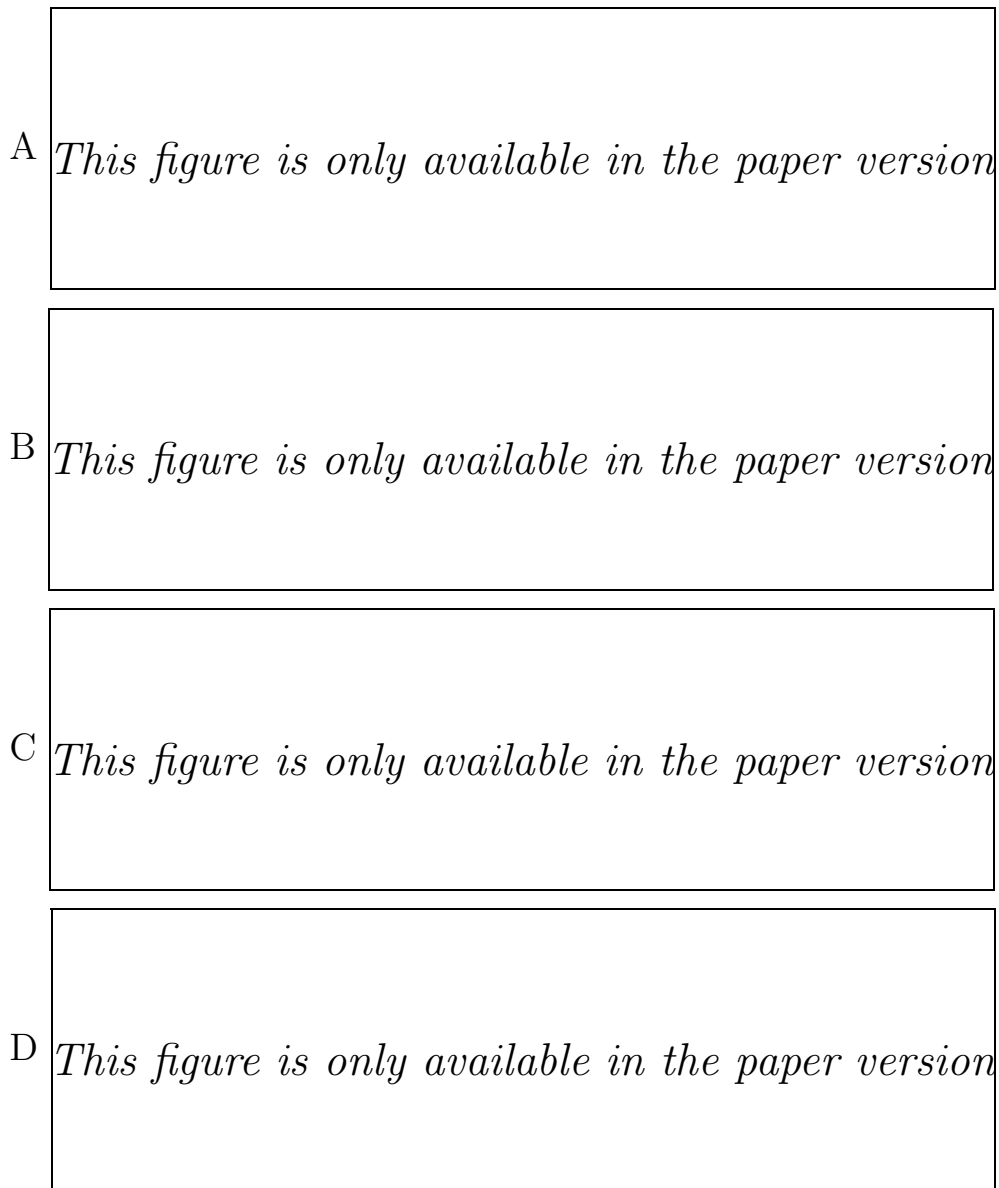 A This figure is only available in the paper version
B This figure is only available in the paper version
C This figure is only available in the paper version
D This figure is only available in the paper version